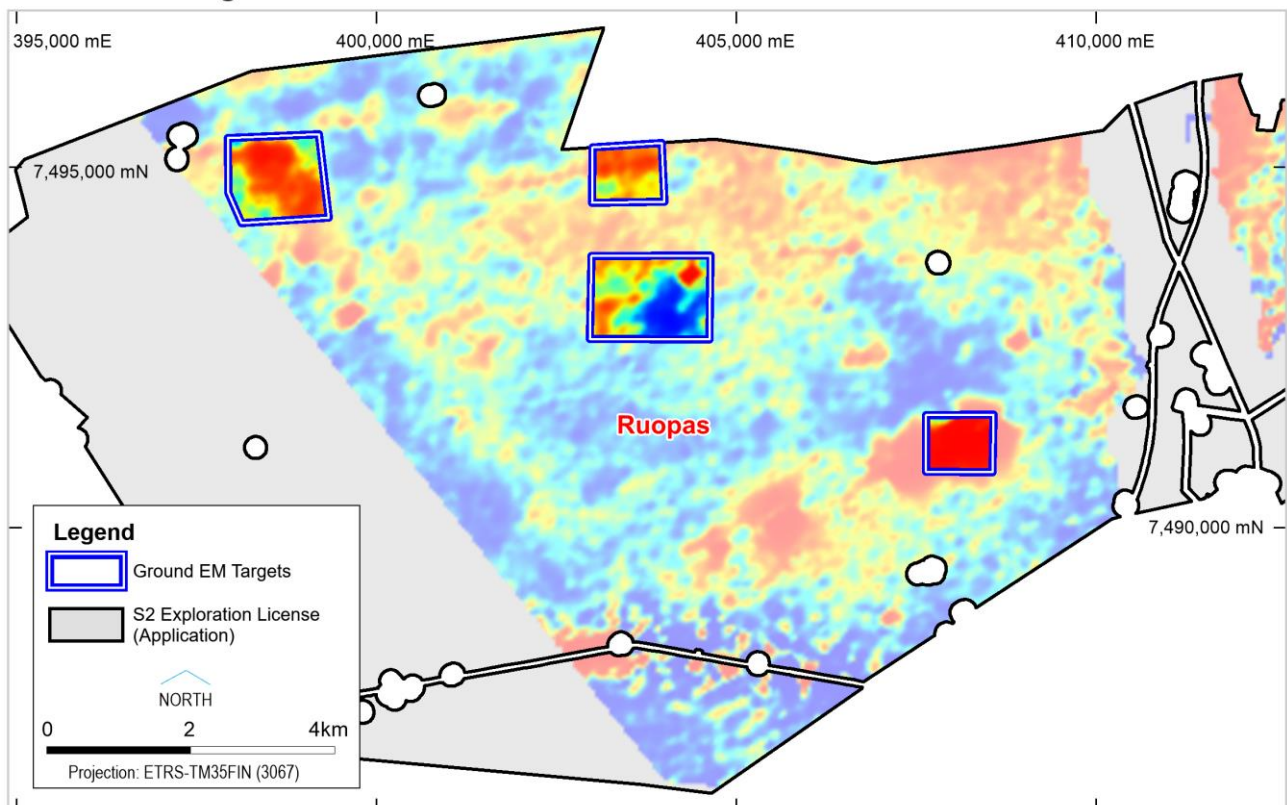 395,000 mE
400,000 mE
405,000 mE
410,000 mE
7,495,000 mN
Ruopas
7,490,000 mN
Legend
Ground EM Targets
S2 Exploration License
(Application)
NORTH
0 2 4km
Projection: ETRS-TM35FIN (3067)